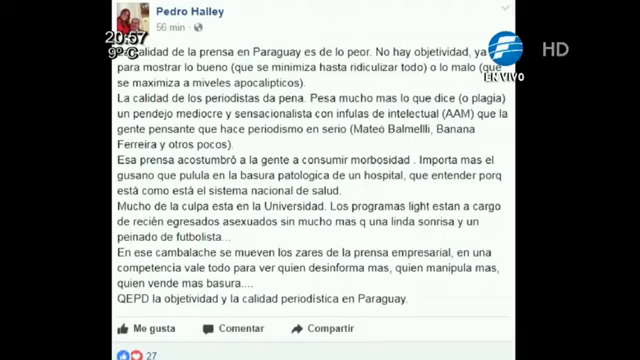 Pedro Halley
56 min
20:57
9°C
HD
EN VIVO
calidad de la prensa en Paraguay es de lo peor. No hay objetividad, ya
para mostrar lo bueno (que se minimiza hasta ridiculizar todo) o lo malo (que
se maximiza a miveles apocalipticos).
La calidad de los periodistas da pena. Pesa mucho mas lo que dice (o plagia)
un pendejo mediocre y sensacionalista con infulas de intelectual (AAM) que la
gente pensante que hace periodismo en serio (Mateó Balmellli, Banana
Ferreira y otros pocos).
Esa prensa acostumbró a la gente a consumir morbosidad . Importa mas el
gusano que pulula en la basura patologica de un hospital, que entender porq
está como está el sistema nacional de salud.
Mucho de la culpa esta en la Universidad. Los programas light estan a cargo
de recién egresados asexuados sin mucho mas q una linda sonrisa y un
peinado de futbolista...
En ese cambalache se mueven los zares de la prensa empresarial, en una
competencia vale todo para ver quien desinforma mas, quien manipula mas,
quien vende mas basura....
QEPD la objetividad y la calidad periodística en Paraguay.
Me gusta Comentar Compartir
27